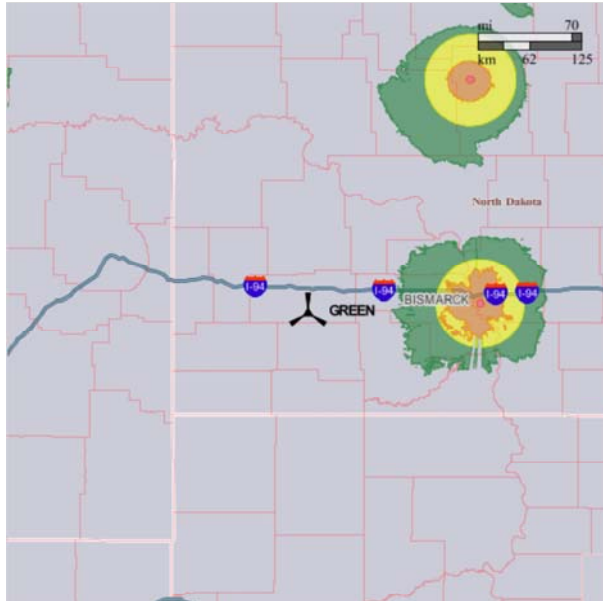 mi 70
km 62 125
North Dakota
I-94
I-94
BISMARCK
I-94
I-94
GREEN